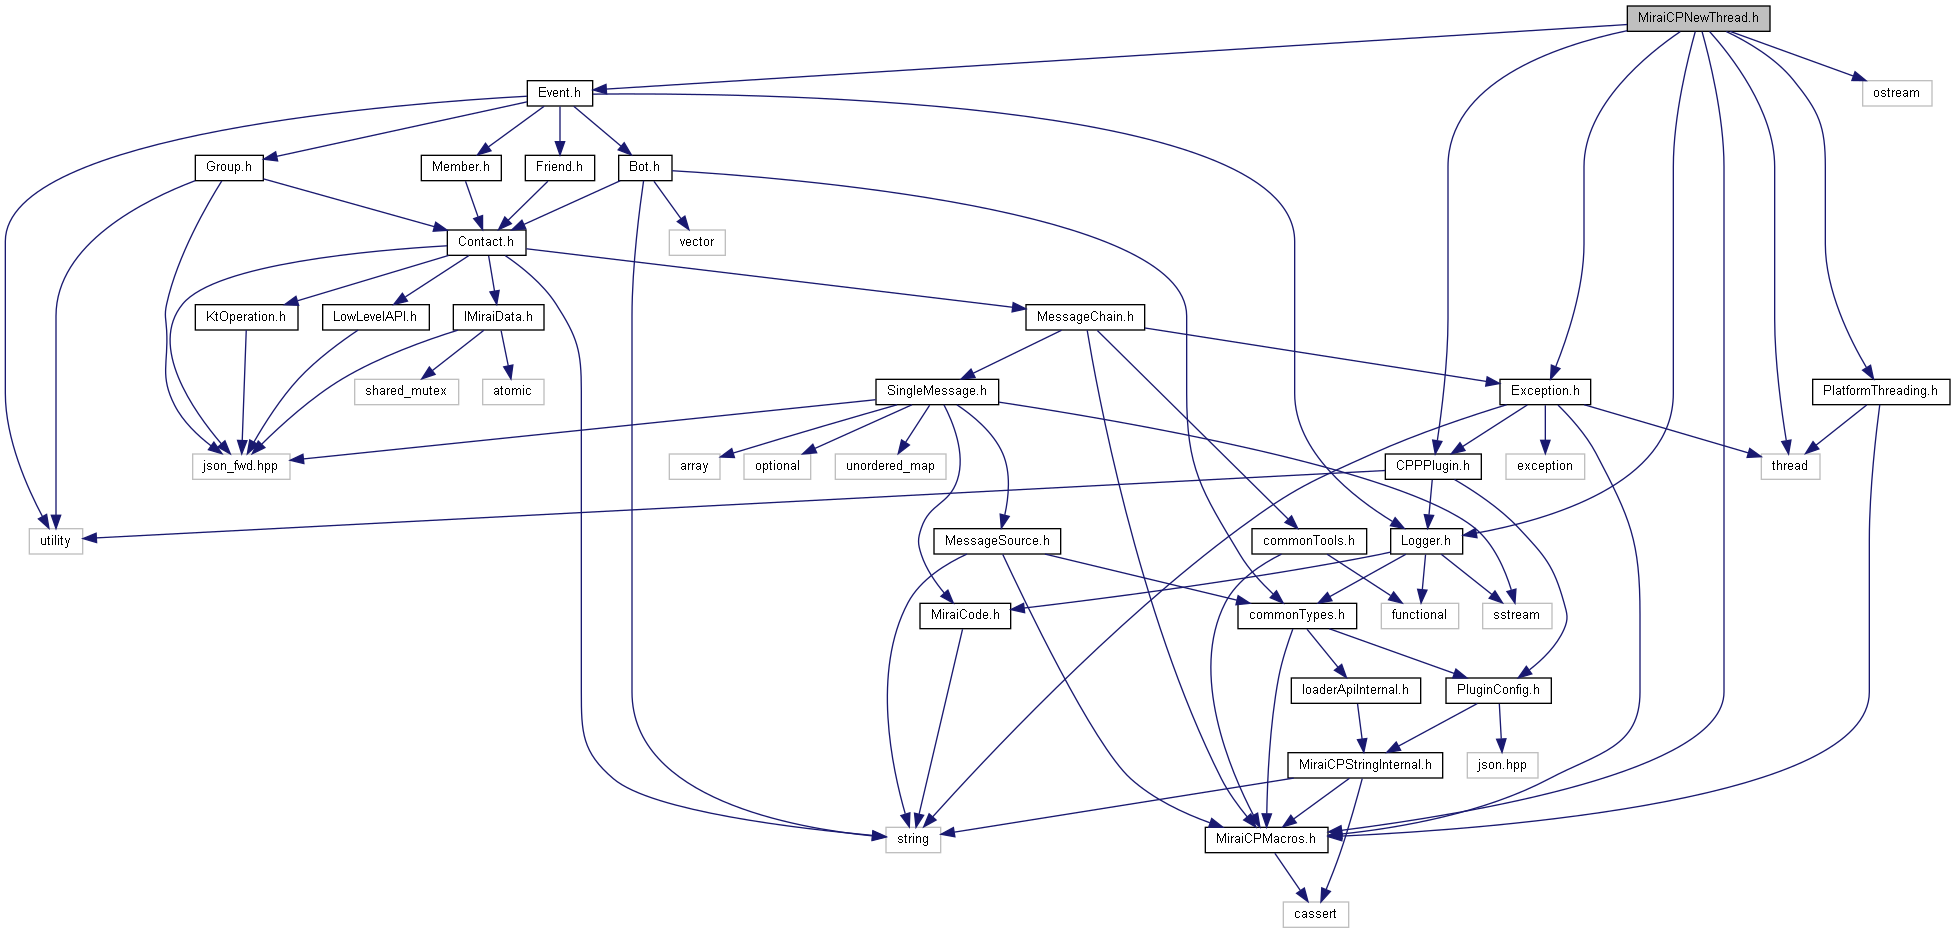 MiraiCPNewThread.h
Event.h
ostream
Group.h
Member.h
Friend.h
Bot.h
Contact.h
vector
KtOperation.h
LowLevelAPI.h
IMiraiData.h
MessageChain.h
shared_mutex
atomic
SingleMessage.h
Exception.h
PlatformThreading.h
json_fwd.hpp
array
optional
unordered_map
CPPPlugin.h
exception
thread
utility
MessageSource.h
commonTools.h
Logger.h
MiraiCode.h
commonTypes.h
functional
sstream
loaderApiInternal.h
PluginConfig.h
MiraiCPStringInternal.h
json.hpp
string
MiraiCPMacros.h
cassert